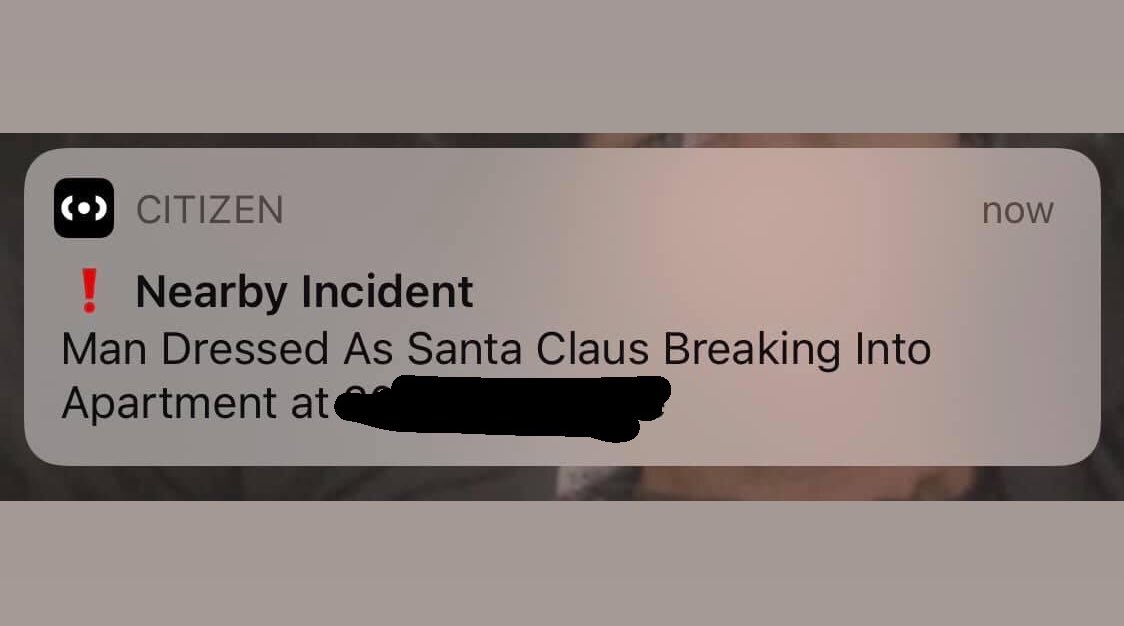 CITIZEN
now
❗ Nearby Incident
Man Dressed As Santa Claus Breaking Into
Apartment at